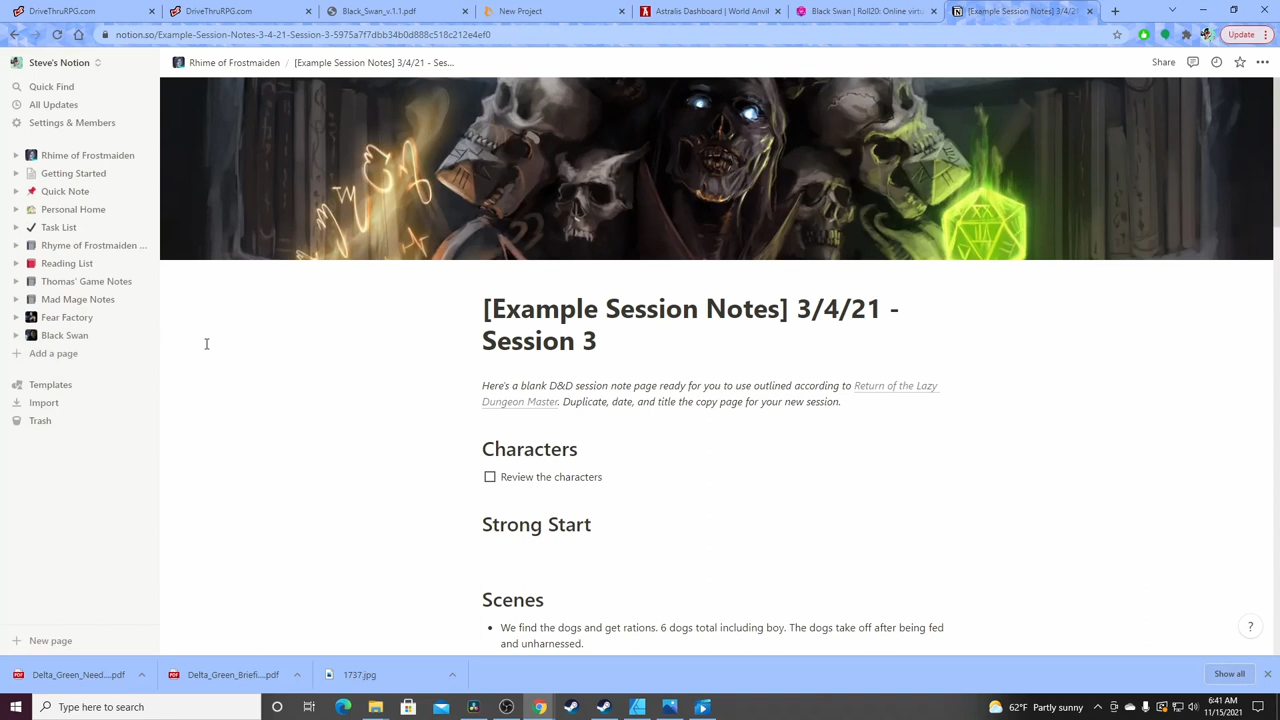 DriveThruRPG.com
DriveThruRPG.com
Black_Swan_v.1.1.pdf
New Project
Astralis Dashboard | World Anvil
Black Swan | Roll20: Online virtu
[Example Session Notes] 3/4/21
notion.so/Example-Session-Notes-3-4-21-Session-3-5975a7f7dbb34b0d888c518c212e4ef0
Update
Steve's Notion
Rhime of Frostmaiden / [Example Session Notes] 3/4/21 - Ses...
Share
Quick Find
All Updates
Settings & Members
Rhime of Frostmaiden
Getting Started
Quick Note
Personal Home
Task List
Rhyme of Frostmaiden ...
Reading List
Thomas' Game Notes
Mad Mage Notes
Fear Factory
Black Swan
Add a page
Templates
Import
Trash
New page
[Example Session Notes] 3/4/21 -
Session 3
Here's a blank D&D session note page ready for you to use outlined according to Return of the Lazy
Dungeon Master. Duplicate, date, and title the copy page for your new session.
Characters
Review the characters
Strong Start
Scenes
We find the dogs and get rations. 6 dogs total including boy. The dogs take off after being fed
and unharnessed.
?
Delta_Green_Need....pdf
Delta_Green_Briefi....pdf
1737.jpg
Show all
Type here to search
62°F Partly sunny
6:41 AM
11/15/2021